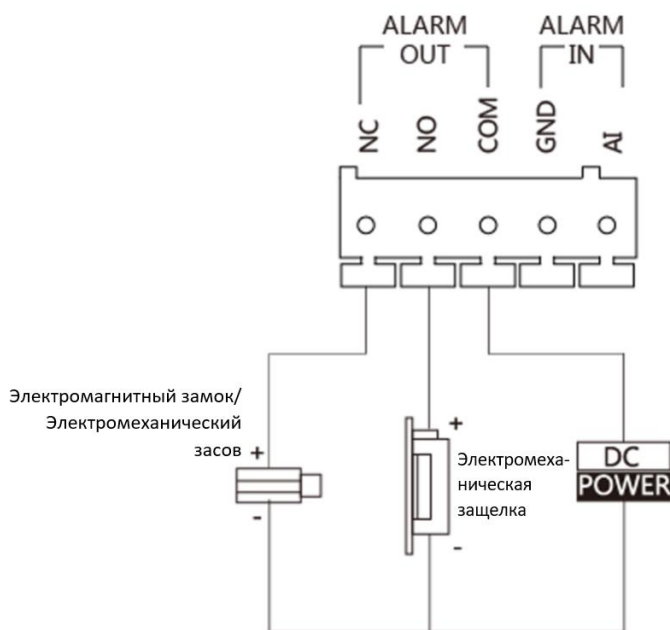 ALARM
OUT
ALARM
IN
NC
NO
COM
GND
AI
Электромагнитный замок/
Электромеханический
засов
+
-
+
Электромеха-
ническая
защелка
-
DC
POWER